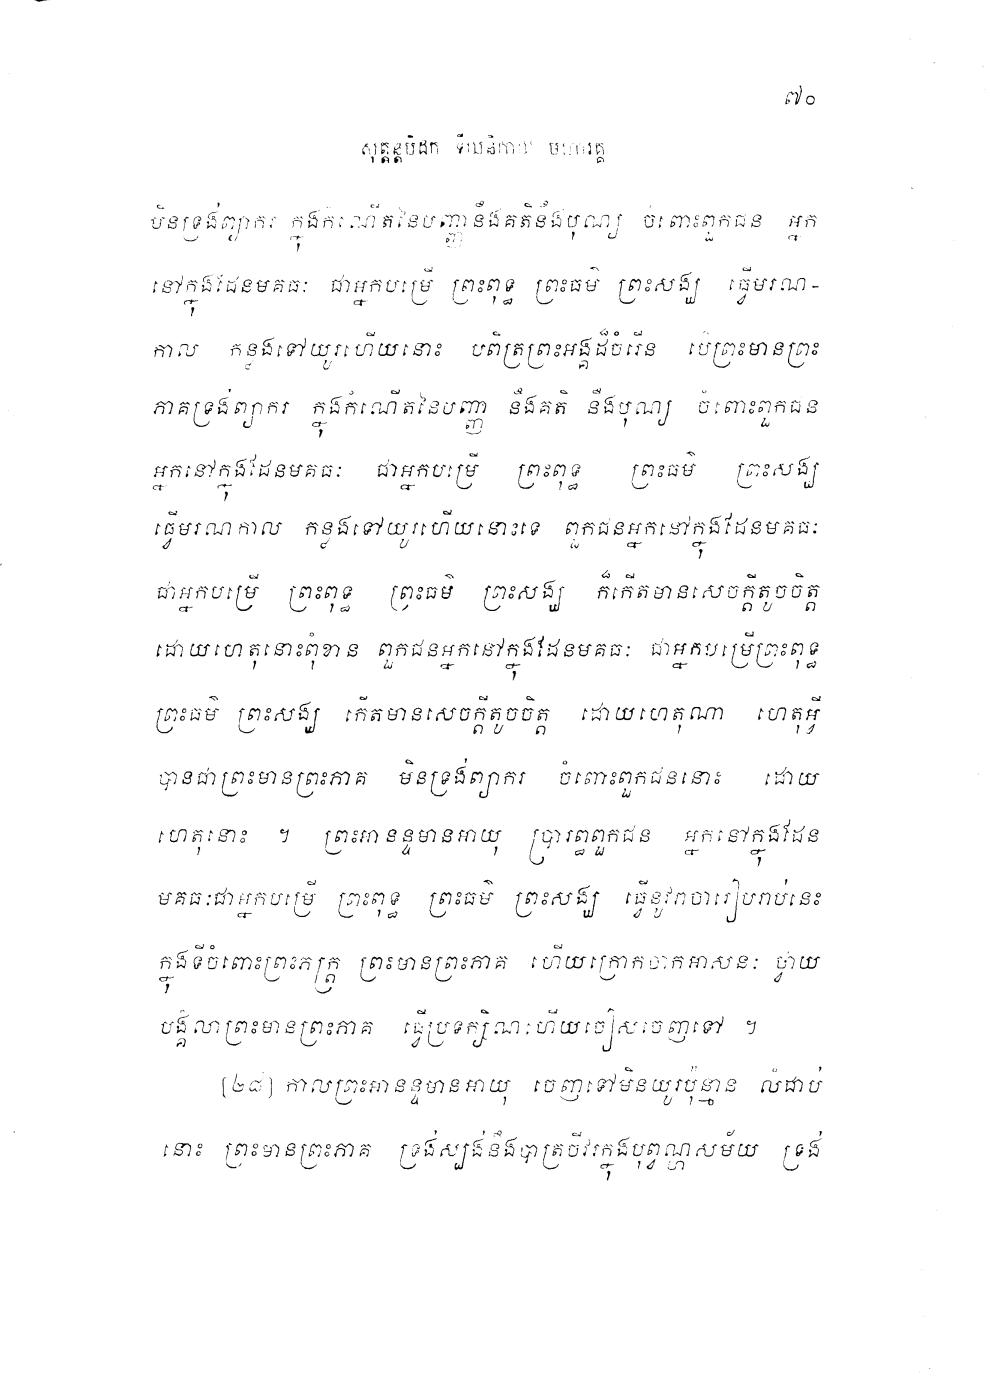 ៧០
សុត្តន្តបិដក ទីឃនិកាយ មហាវគ្គ
មិនទ្រង់ព្យាករ ក្នុងកំណើតនៃបញ្ញានឹងគតិនឹងបុណ្យ ចំពោះពួកជន អ្នក
នៅក្នុងដែនមគធៈ ជាអ្នកបម្រើ ព្រះពុទ្ធ ព្រះធម៌ ព្រះសង្ឃ ធ្វើមរណ-
កាល កន្លងទៅយូរហើយនោះ បពិត្រព្រះអង្គដ៏ចំរើន បើព្រះមានព្រះ
ភាគទ្រង់ព្យាករ ក្នុងកំណើតនៃបញ្ញា នឹងគតិ នឹងបុណ្យ ចំពោះពួកជន
អ្នកនៅក្នុងដែនមគធៈ ជាអ្នកបម្រើ ព្រះពុទ្ធ ព្រះធម៌ ព្រះសង្ឃ
ធ្វើមរណកាល កន្លងទៅយូរហើយនោះទេ ពួកជនអ្នកនៅក្នុងដែនមគធៈ
ជាអ្នកបម្រើ ព្រះពុទ្ធ ព្រះធម៌ ព្រះសង្ឃ ក៏កើតមានសេចក្តីតូចចិត្ត
ដោយហេតុនោះពុំខាន ពួកជនអ្នកនៅក្នុងដែនមគធៈ ជាអ្នកបម្រើព្រះពុទ្ធ
ព្រះធម៌ ព្រះសង្ឃ កើតមានសេចក្តីតូចចិត្ត ដោយហេតុណា ហេតុអ្វី
បានជាព្រះមានព្រះភាគ មិនទ្រង់ព្យាករ ចំពោះពួកជននោះ ដោយ
ហេតុនោះ ។ ព្រះអានន្ទមានអាយុ ប្រារព្ធពួកជន អ្នកនៅក្នុងដែន
មគធៈជាអ្នកបម្រើ ព្រះពុទ្ធ ព្រះធម៌ ព្រះសង្ឃ ធ្វើនូវវាចារៀបរាប់នេះ
ក្នុងទីចំពោះព្រះភក្ត្រ ព្រះមានព្រះភាគ ហើយក្រោកចាកអាសនៈ ថ្វាយ
បង្គំលាព្រះមានព្រះភាគ ធ្វើប្រទក្សិណហើយចៀសចេញទៅ ។
[២៨] កាលព្រះអានន្ទមានអាយុ ចេញទៅមិនយូរប៉ុន្មាន លំដាប់
នោះ ព្រះមានព្រះភាគ ទ្រង់ស្បង់នឹងបាត្រចីវរក្នុងបុព្វណ្ហសម័យ ទ្រង់